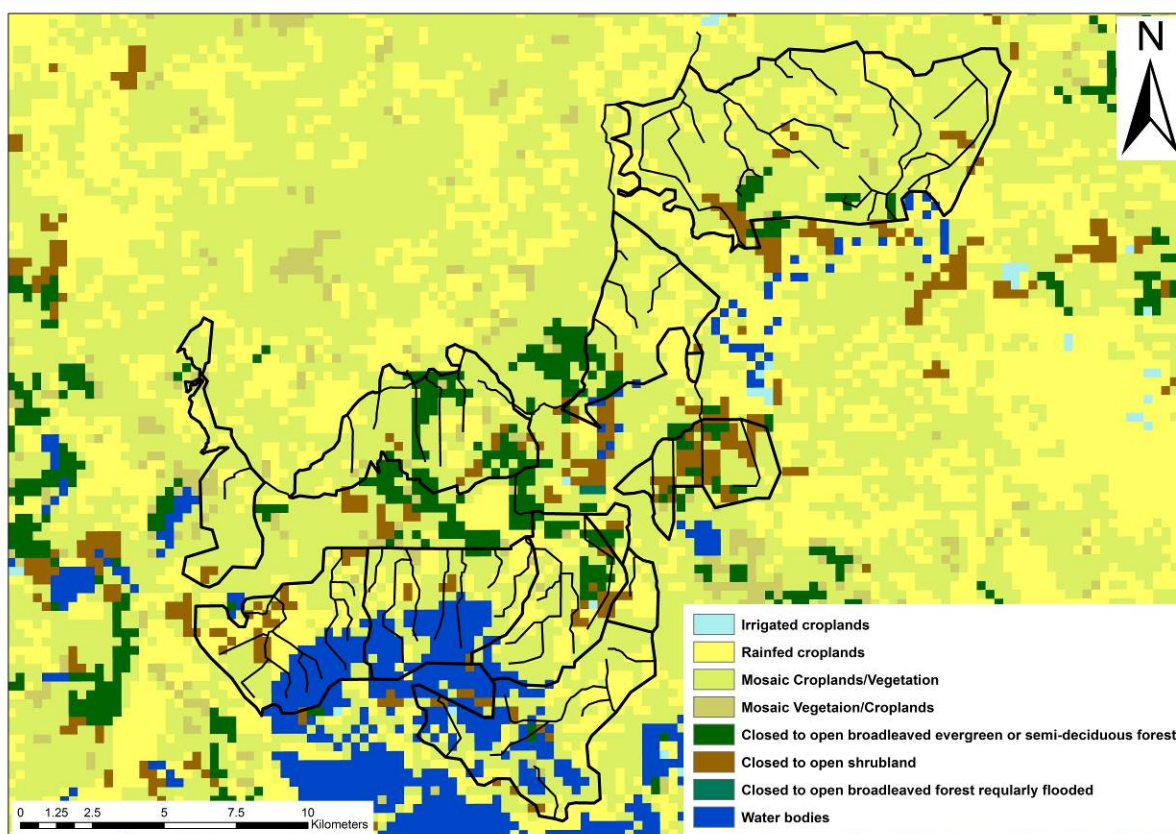 N
Irrigated croplands
Rainfed croplands
Mosaic Croplands/Vegetation
Mosaic Vegetaion/Croplands
Closed to open broadleaved evergreen or semi-deciduous forest
Closed to open shrubland
Closed to open broadleaved forest reqularly flooded
Water bodies
0 1.25 2.5 5 7.5 10
Kilometers